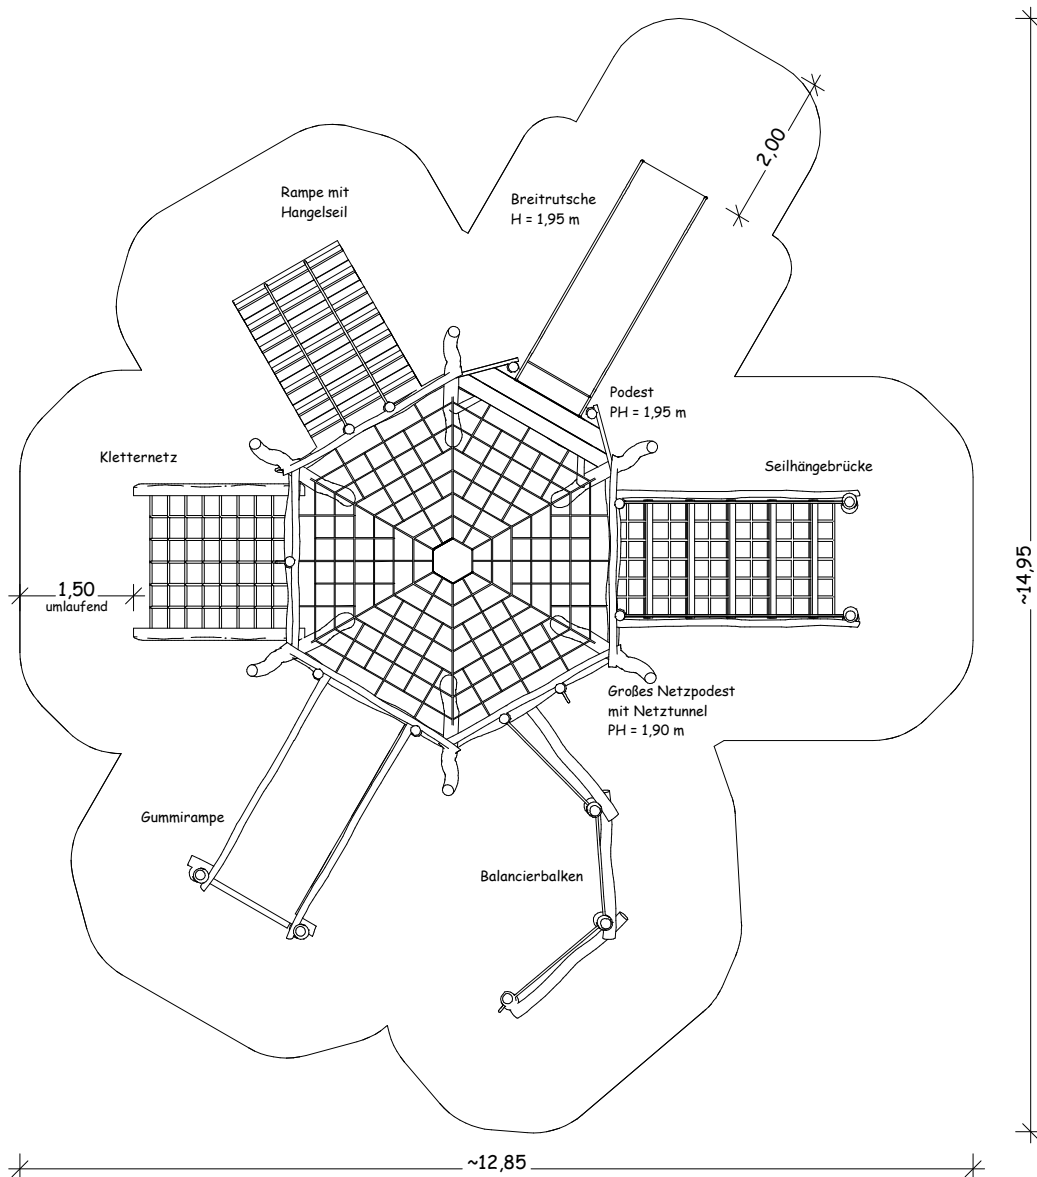 2,00
Rampe mit
Hangelseil
Breitrutsche
H = 1,95 m
Podest
PH = 1,95 m
Kletternetz
Seilhängebrücke
1,50
umlaufend
~14,95
Großes Netzpodest
mit Netztunnel
PH = 1,90 m
Gummirampe
Balancierbalken
~12,85